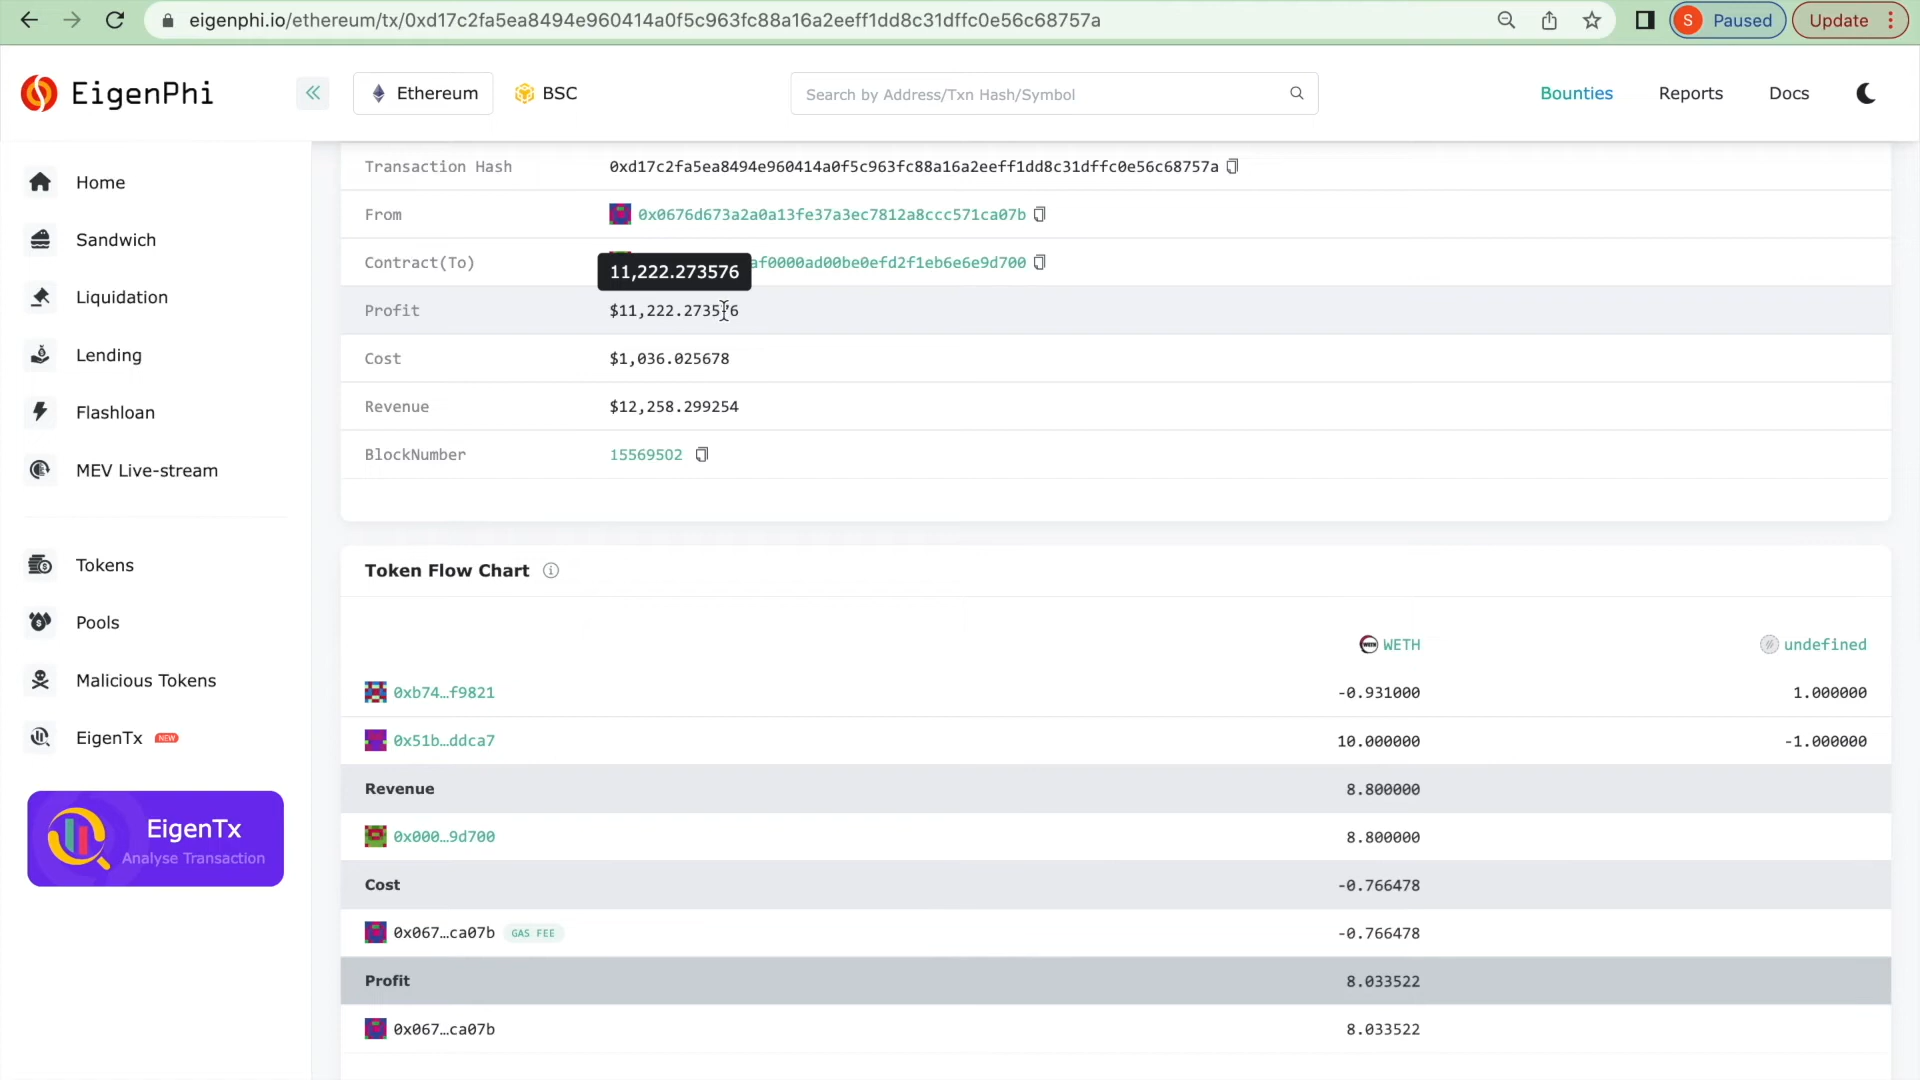 eigenphi.io/ethereum/tx/0xd17c2fa5ea8494e960414a0f5c963fc88a16a2eeff1dd8c31dffc0e56c68757a
S Paused
Update
EigenPhi
Ethereum
BSC
Search by Address/Txn Hash/Symbol
Bounties
Reports
Docs
Home
Sandwich
Liquidation
Lending
Flashloan
MEV Live-stream
Tokens
Pools
Malicious Tokens
EigenTx NEW
EigenTx
Analyse Transaction
Transaction Hash 0xd17c2fa5ea8494e960414a0f5c963fc88a16a2eeff1dd8c31dffc0e56c68757a
From 0x0676d673a2a0a13fe37a3ec7812a8ccc571ca07b
Contract(To) af0000ad00be0efd2f1eb6e6e9d700
11,222.273576
Profit $11,222.273576
Cost $1,036.025678
Revenue $12,258.299254
BlockNumber 15569502
Token Flow Chart
WETH undefined
0xb74…f9821 -0.931000 1.000000
0x51b…ddca7 10.000000 -1.000000
Revenue 8.800000
0x000…9d700 8.800000
Cost -0.766478
0x067…ca07b GAS FEE -0.766478
Profit 8.033522
0x067…ca07b 8.033522